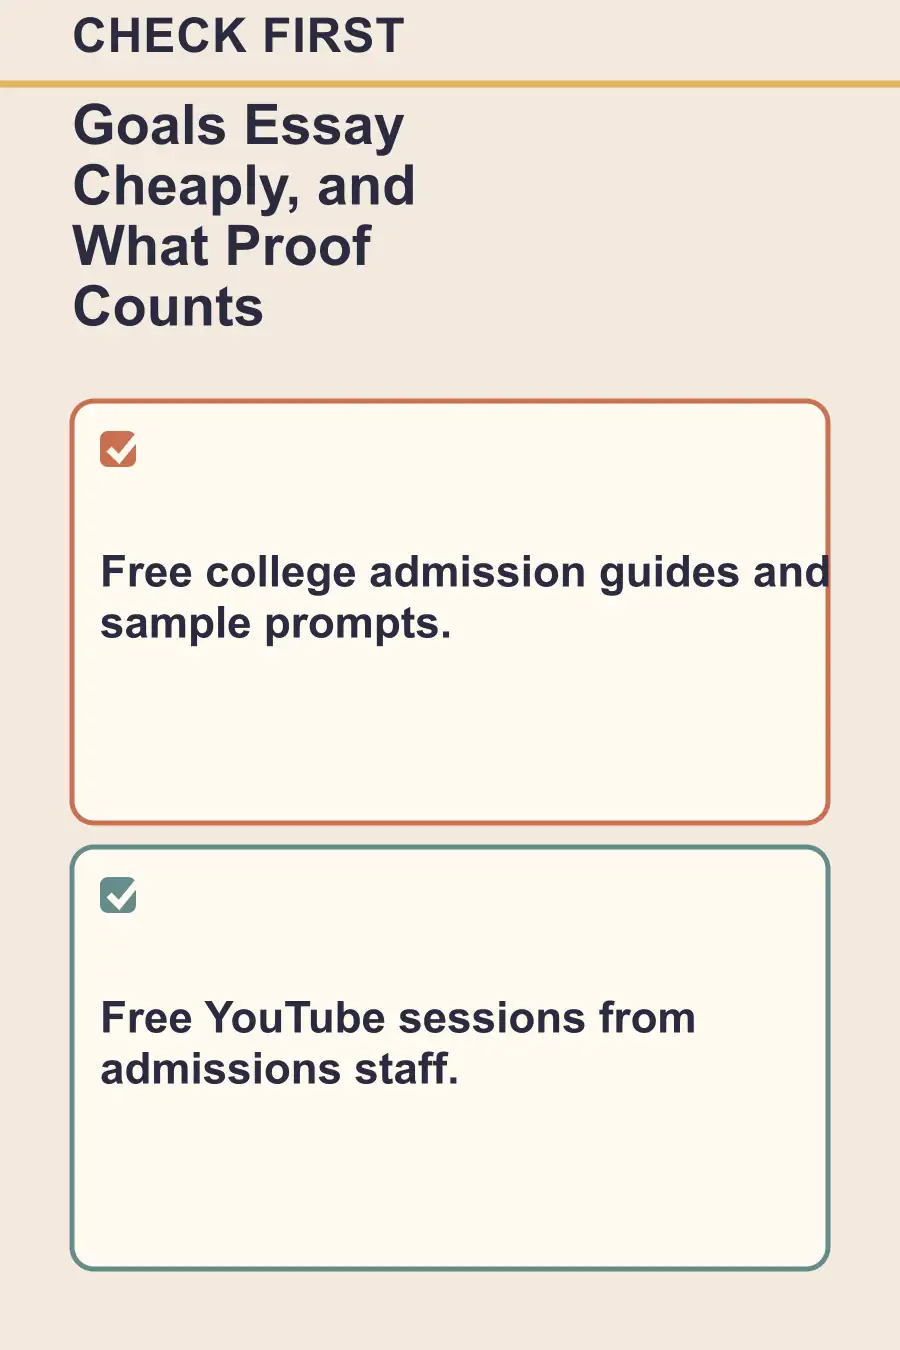 CHECK FIRST
Goals Essay
Cheaply, and
What Proof
Counts
Free college admission guides and
sample prompts.
Free YouTube sessions from
admissions staff.